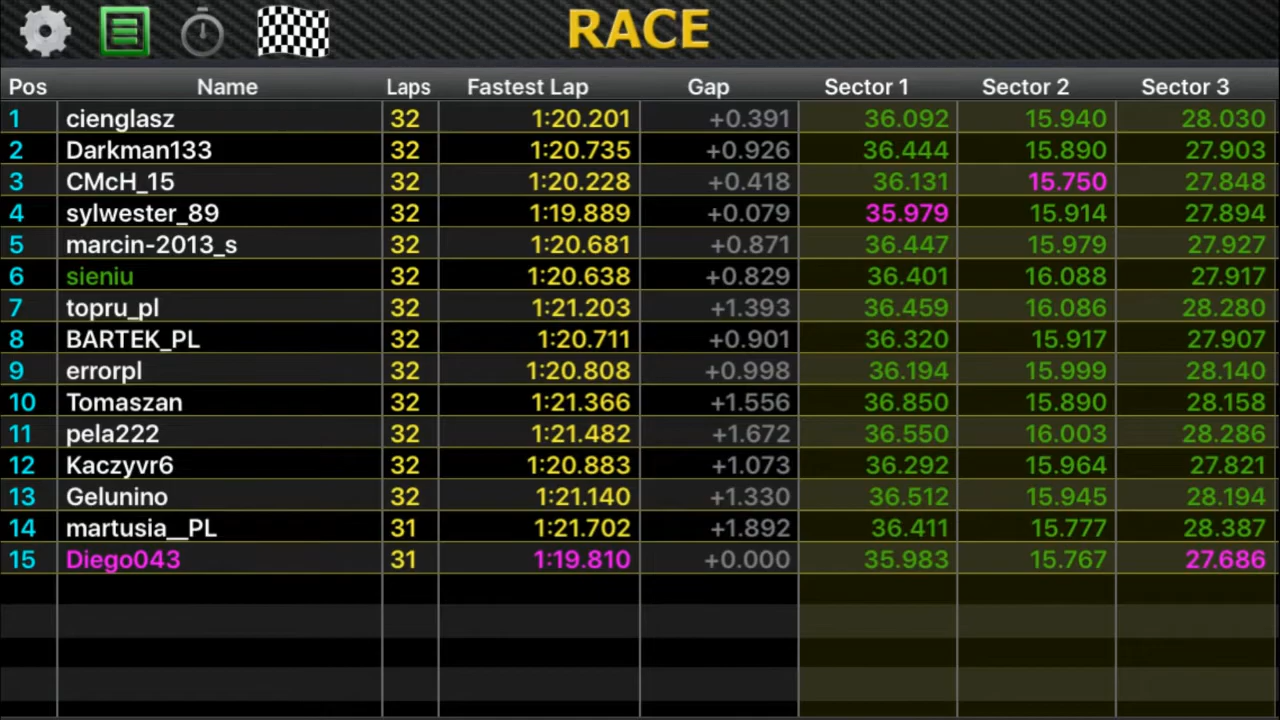 RACE
Pos Name Laps Fastest Lap Gap Sector 1 Sector 2 Sector 3
1 cienglasz 32 1:20.201 +0.391 36.092 15.940 28.030
2 Darkman133 32 1:20.735 +0.926 36.444 15.890 27.903
3 CMcH_15 32 1:20.228 +0.418 36.131 15.750 27.848
4 sylwester_89 32 1:19.889 +0.079 35.979 15.914 27.894
5 marcin-2013_s 32 1:20.681 +0.871 36.447 15.979 27.927
6 sieniu 32 1:20.638 +0.829 36.401 16.088 27.917
7 topru_pl 32 1:21.203 +1.393 36.459 16.086 28.280
8 BARTEK_PL 32 1:20.711 +0.901 36.320 15.917 27.907
9 errorpl 32 1:20.808 +0.998 36.194 15.999 28.140
10 Tomaszan 32 1:21.366 +1.556 36.850 15.890 28.158
11 pela222 32 1:21.482 +1.672 36.550 16.003 28.286
12 Kaczyvr6 32 1:20.883 +1.073 36.292 15.964 27.821
13 Gelunino 32 1:21.140 +1.330 36.512 15.945 28.194
14 martusia__PL 31 1:21.702 +1.892 36.411 15.777 28.387
15 Diego043 31 1:19.810 +0.000 35.983 15.767 27.686